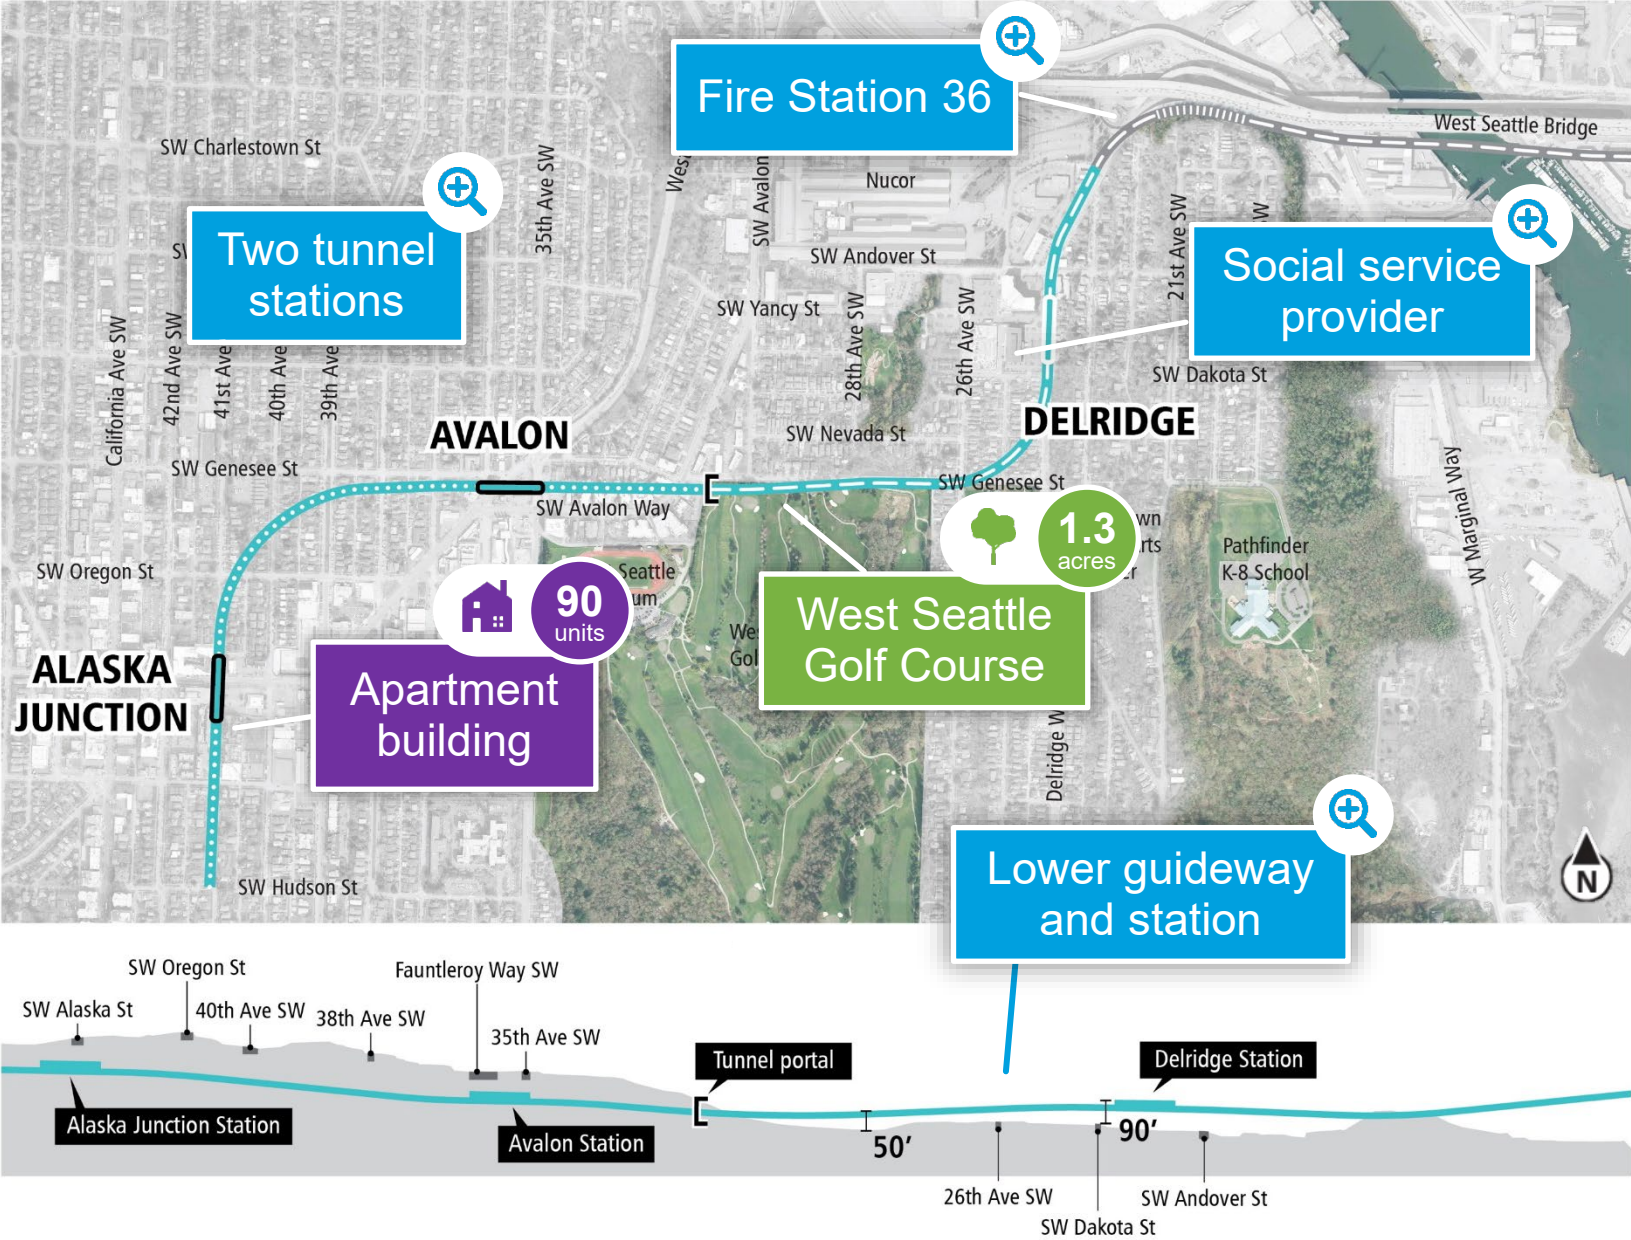 Fire Station 36
West Seattle Bridge
SW Charlestown St
35th Ave SW
SW Avalon
Nucor
21st Ave SW
Two tunnel
stations
SW Andover St
Social service
provider
SW Yancy St
California Ave SW
42nd Ave SW
41st Ave
40th Ave
39th Ave
28th Ave SW
26th Ave SW
SW Dakota St
AVALON
DELRIDGE
SW Nevada St
SW Genesee St
SW Genesee St
W Marginal Way
SW Avalon Way
1.3
acres
Pathfinder
K-8 School
SW Oregon St
Seattle
90
units
West Seattle
Golf Course
ALASKA
JUNCTION
Apartment
building
Delridge W
SW Hudson St
Lower guideway
and station
N
SW Oregon St
Fauntleroy Way SW
SW Alaska St
40th Ave SW
38th Ave SW
35th Ave SW
Tunnel portal
Delridge Station
Alaska Junction Station
Avalon Station
50’
90’
26th Ave SW
SW Andover St
SW Dakota St